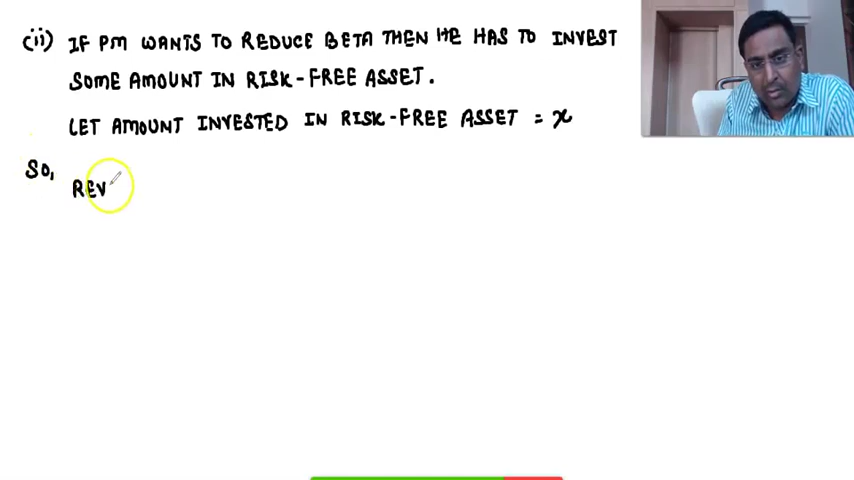 (ii) IF PM WANTS TO REDUCE BETA THEN HE HAS TO INVEST
SOME AMOUNT IN RISK-FREE ASSET.
LET AMOUNT INVESTED IN RISK-FREE ASSET = x
SO,
REV